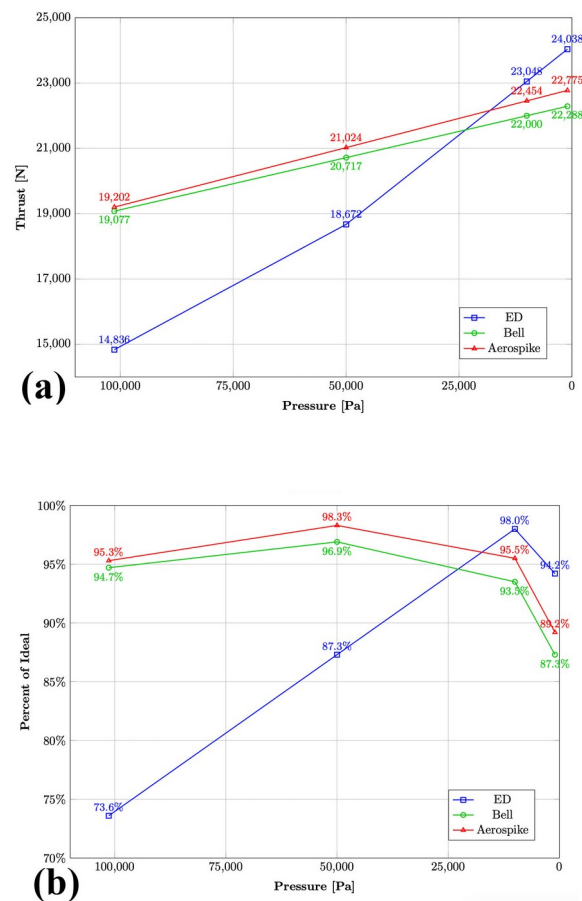 25,000
24,038
23,048
23,000
22,775
22,454
22,288
22,000
21,024
21,000
20,717
19,202
19,000
19,077
18,672
17,000
15,000
14,836
Thrust [N]
ED
Bell
Aerospike
100,000 75,000 50,000 25,000 0
Pressure [Pa]
(a)
100%
98.3%
98.0%
96.9%
95.3%
95.5%
95%
94.7%
94.2%
93.5%
90%
89.2%
87.3%
87.3%
85%
80%
75%
73.6%
70%
Percent of Ideal
ED
Bell
Aerospike
100,000 75,000 50,000 25,000 0
Pressure [Pa]
(b)